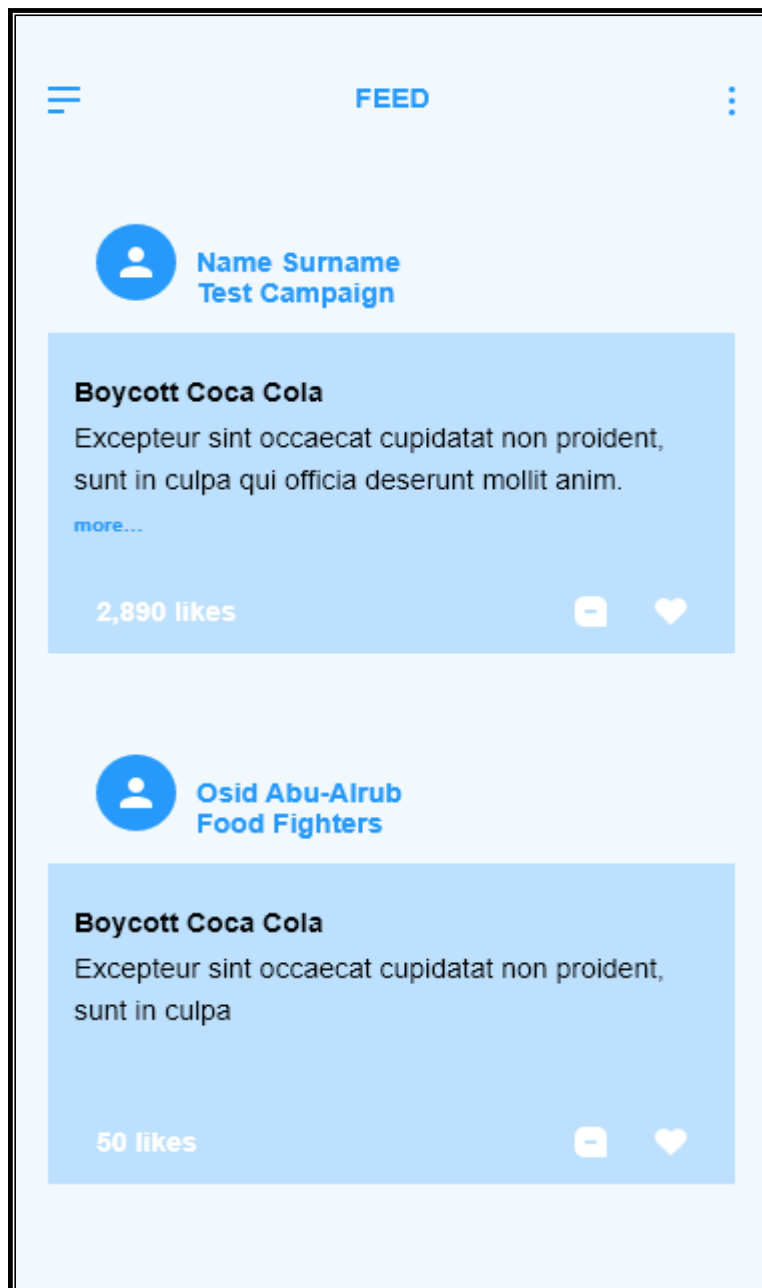 FEED
Name Surname
Test Campaign
Boycott Coca Cola
Excepteur sint occaecat cupidatat non proident,
sunt in culpa qui officia deserunt mollit anim.
more...
2,890 likes
Osid Abu-Alrub
Food Fighters
Boycott Coca Cola
Excepteur sint occaecat cupidatat non proident,
sunt in culpa
50 likes